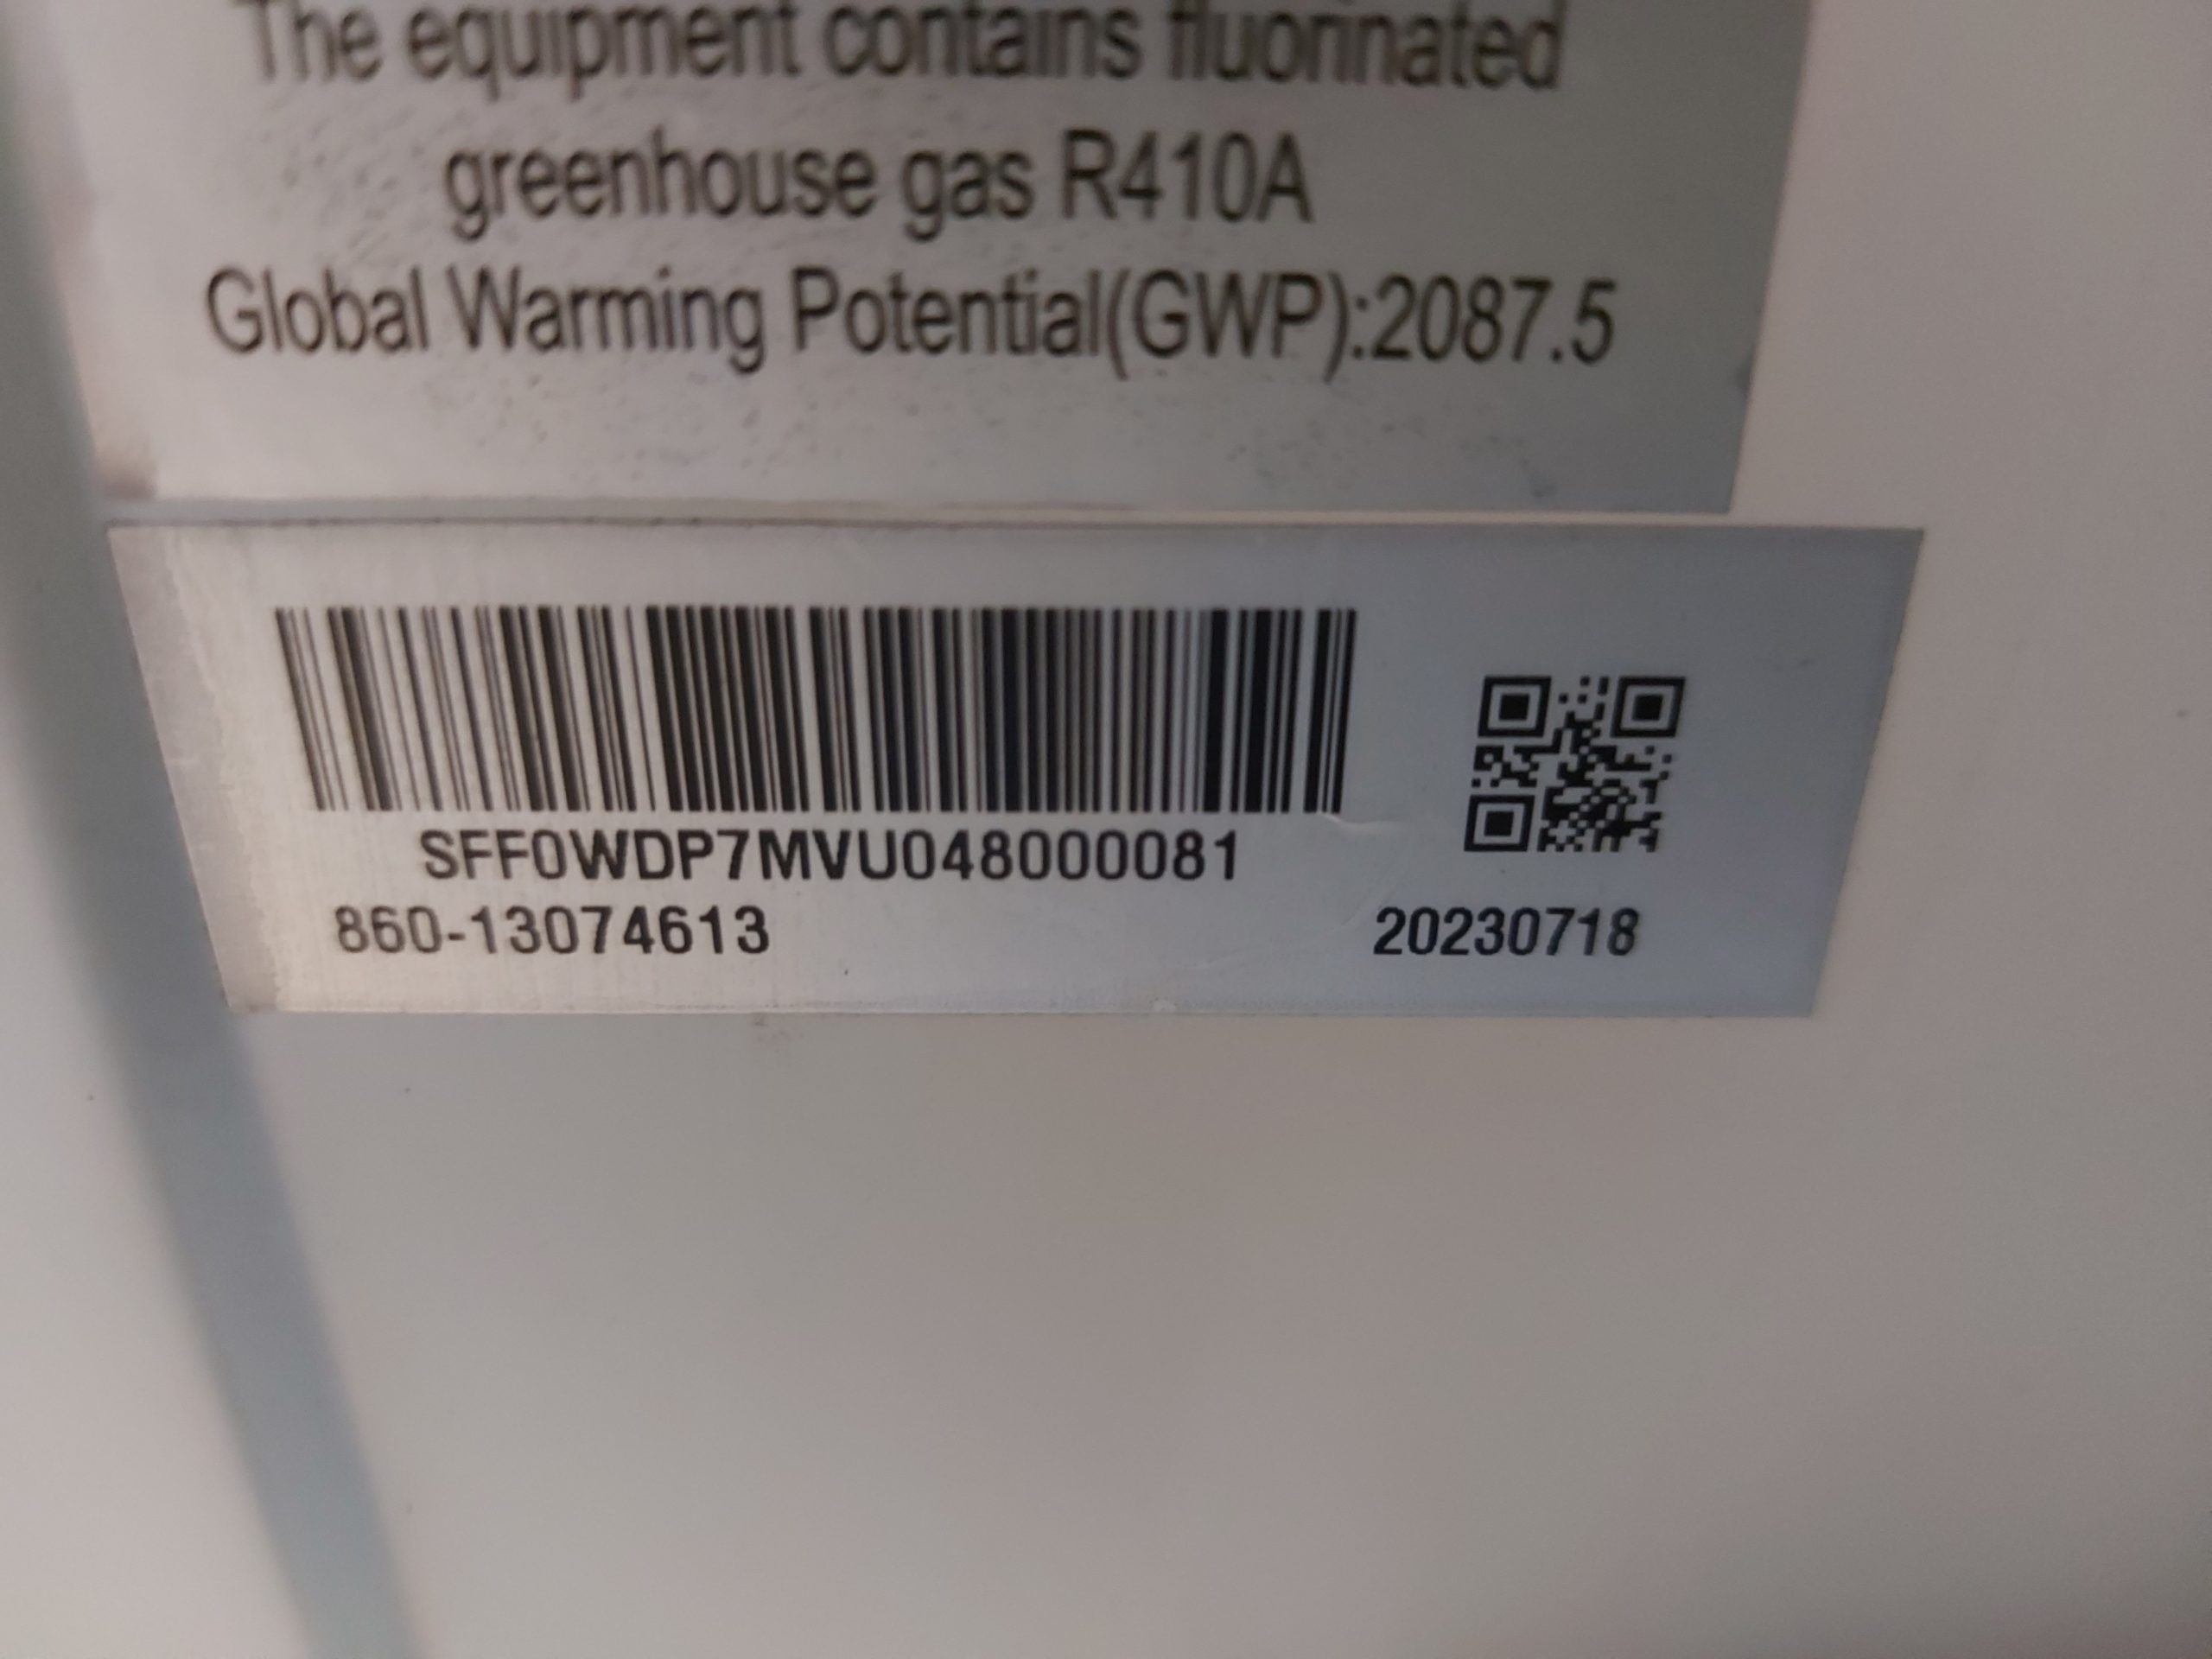 The equipment contains fluorinated
greenhouse gas R410A
Global Warming Potential(GWP):2087.5
SFF0WDP7MVU048000081
860-13074613
20230718